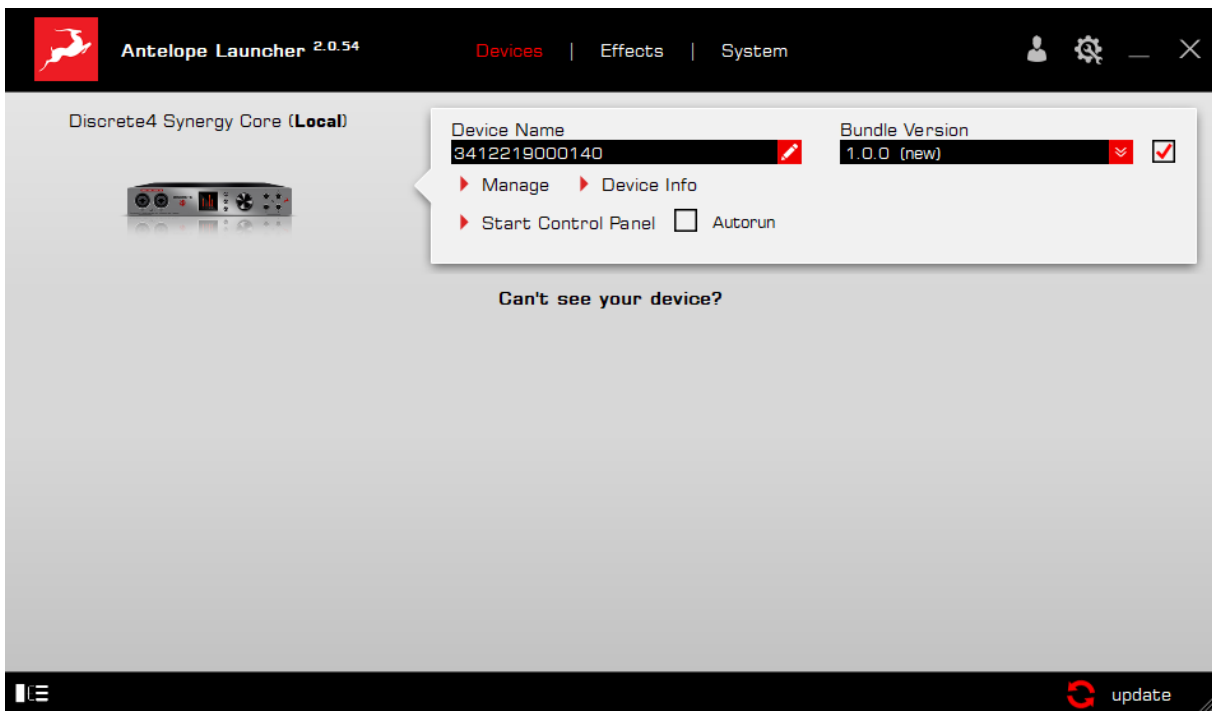 Antelope Launcher 2.0.54
Devices | Effects | System
Discrete4 Synergy Core (Local)
Device Name
Bundle Version
3412219000140
1.0.0 (new)
Manage
Device Info
Start Control Panel
Autorun
Can't see your device?
update